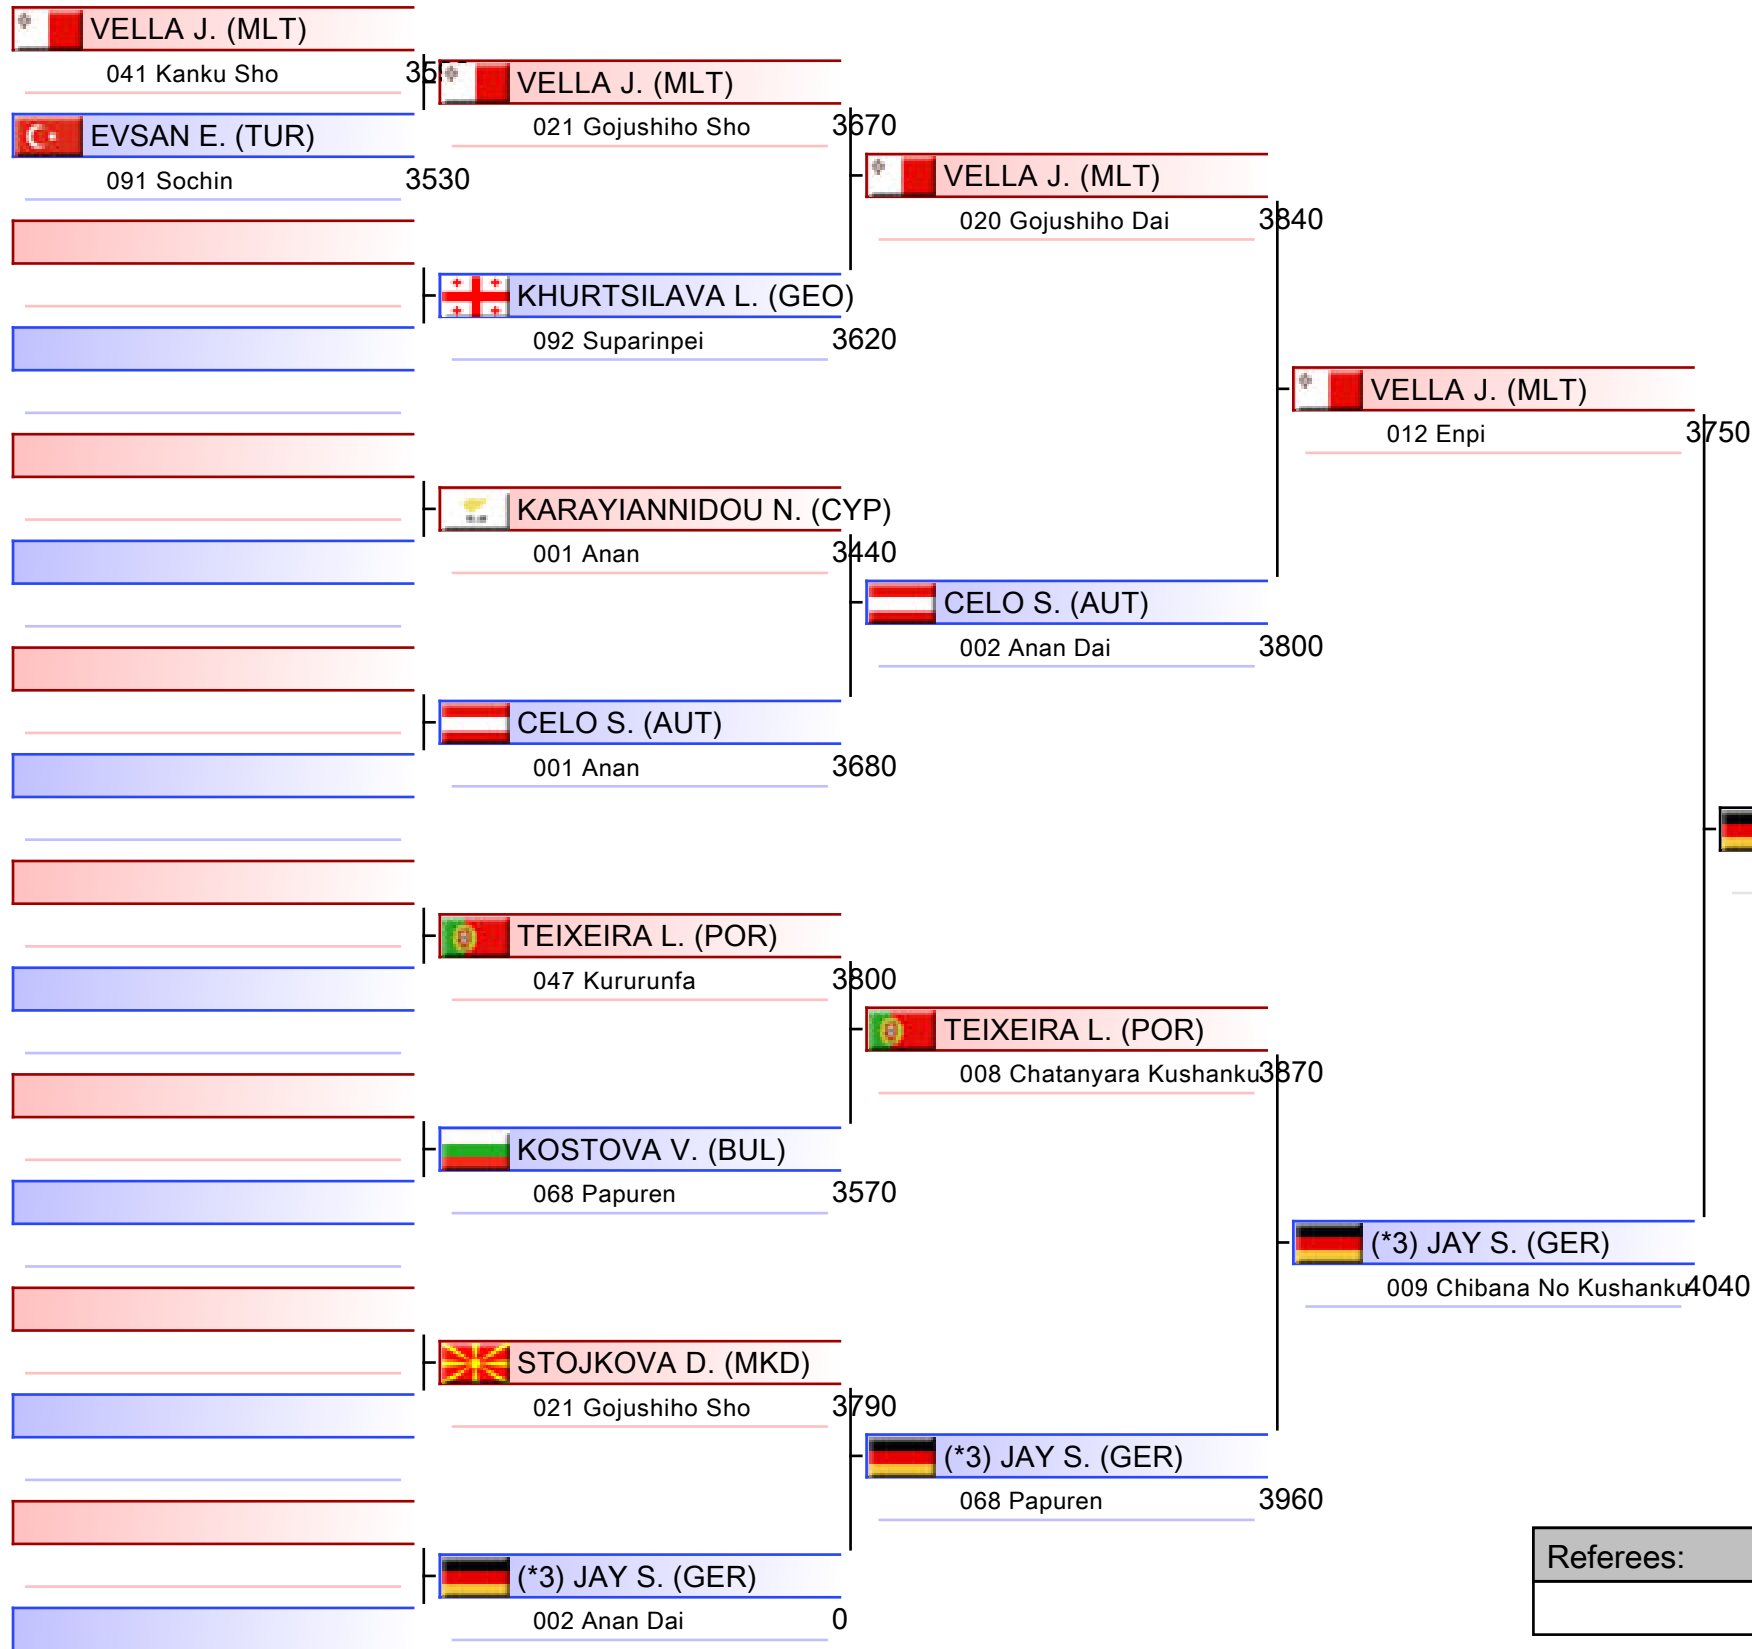 VELLA J. (MLT)
041 Kanku Sho
EVSAN E. (TUR)
091 Sochin 3530
VELLA J. (MLT)
021 Gojushiho Sho 3670
KHURTSILAVA L. (GEO)
092 Suparinpei 3620
KARAYIANNIDOU N. (CYP)
001 Anan 3440
CELO S. (AUT)
001 Anan 3680
TEIXEIRA L. (POR)
047 Kururunfa 3800
KOSTOVA V. (BUL)
068 Papuren 3570
STOJKOVA D. (MKD)
021 Gojushiho Sho 3790
(*3) JAY S. (GER)
002 Anan Dai 0
VELLA J. (MLT)
020 Gojushiho Dai 3840
CELO S. (AUT)
002 Anan Dai 3800
TEIXEIRA L. (POR)
008 Chatanyara Kushanku 3870
(*3) JAY S. (GER)
068 Papuren 3960
VELLA J. (MLT)
012 Enpi 3750
(*3) JAY S. (GER)
009 Chibana No Kushanku 4040
Referees: